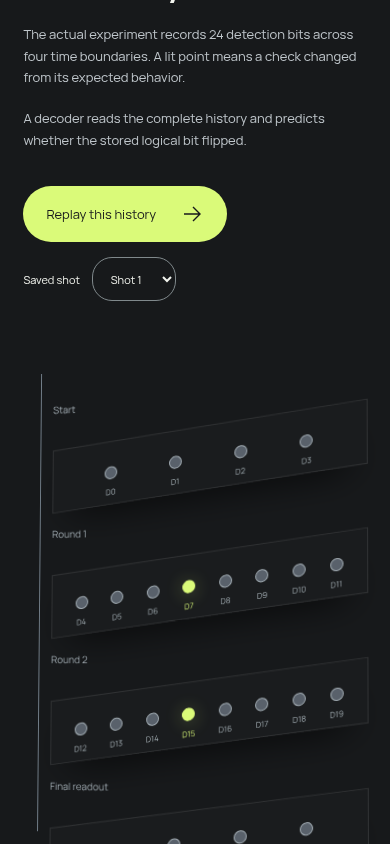 The actual experiment records 24 detection bits across
four time boundaries. A lit point means a check changed
from its expected behavior.
A decoder reads the complete history and predicts
whether the stored logical bit flipped.
Replay this history
Saved shot
Shot 1
Start
D0 D1 D2 D3
Round 1
D4 D5 D6 D7 D8 D9 D10 D11
Round 2
D12 D13 D14 D15 D16 D17 D18 D19
Final readout